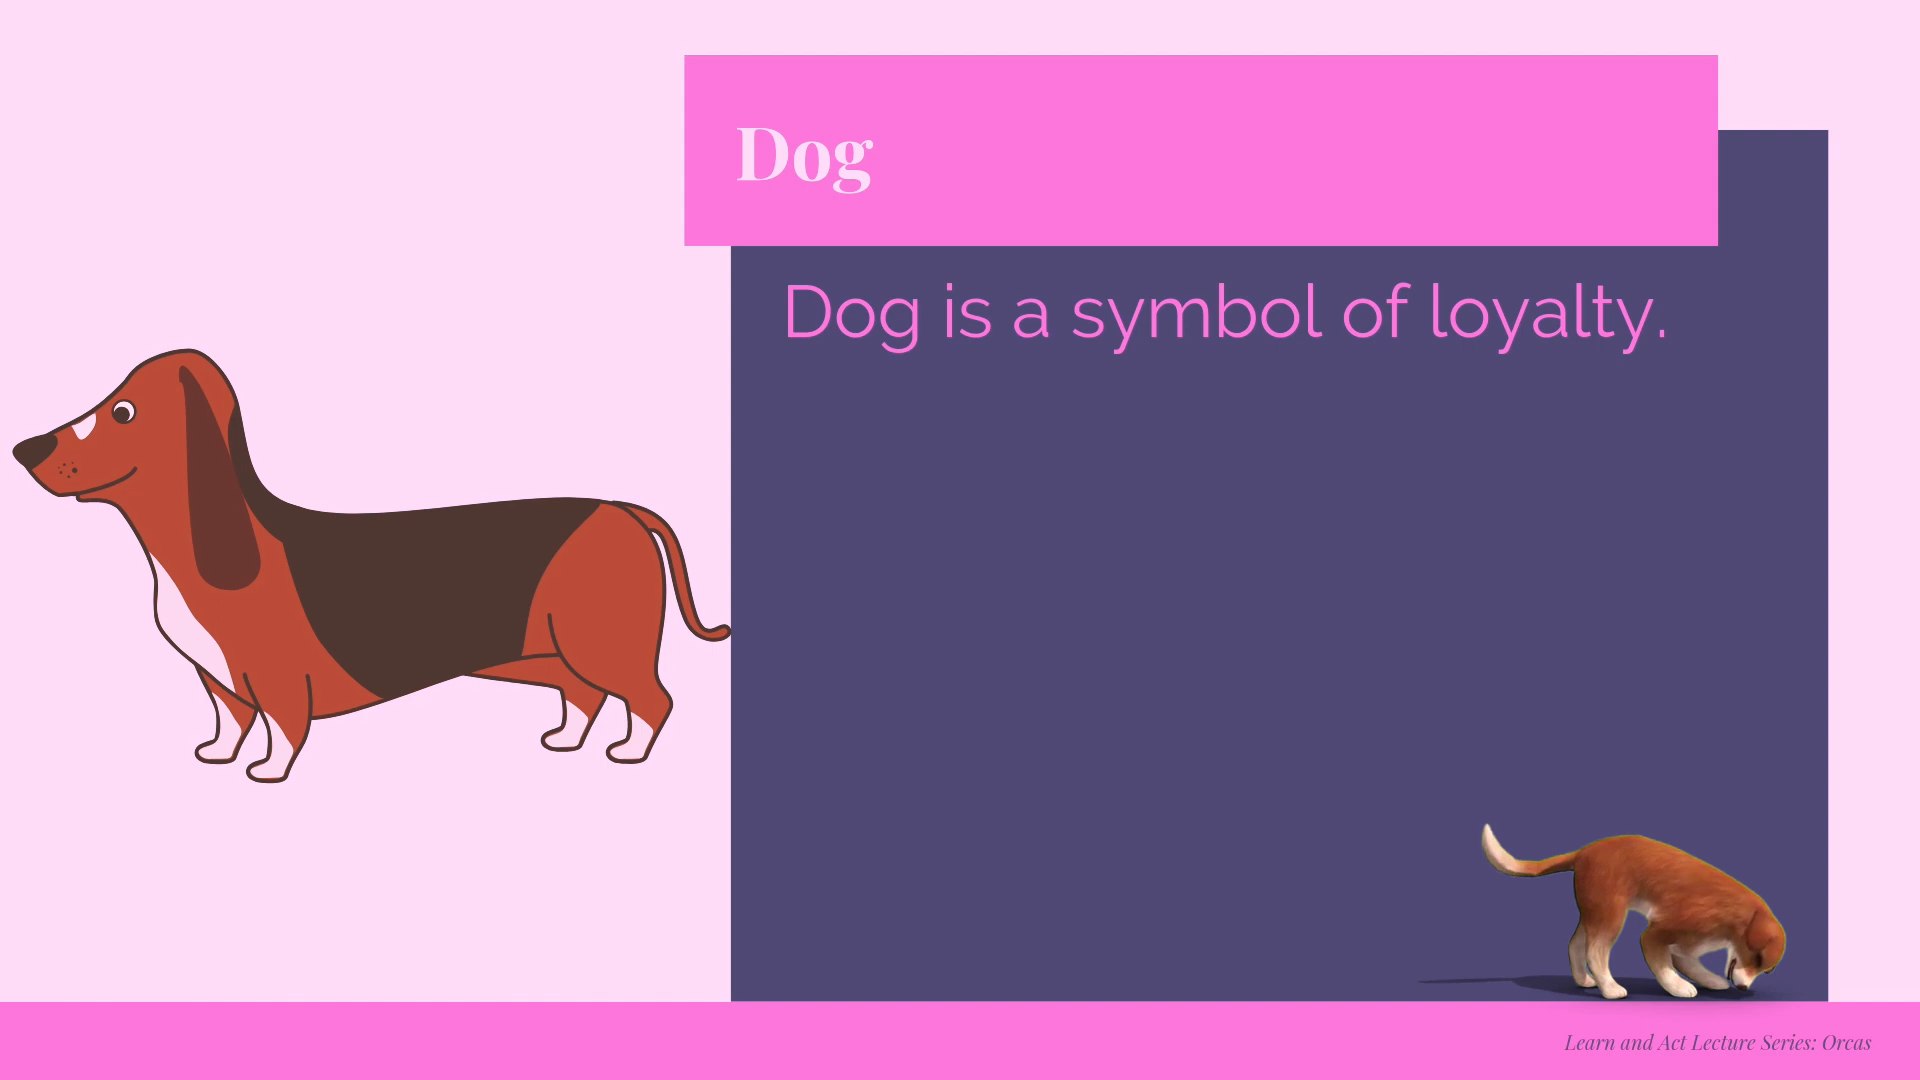 Dog
Dog is a symbol of loyalty.
Learn and Act Lecture Series: Orcas